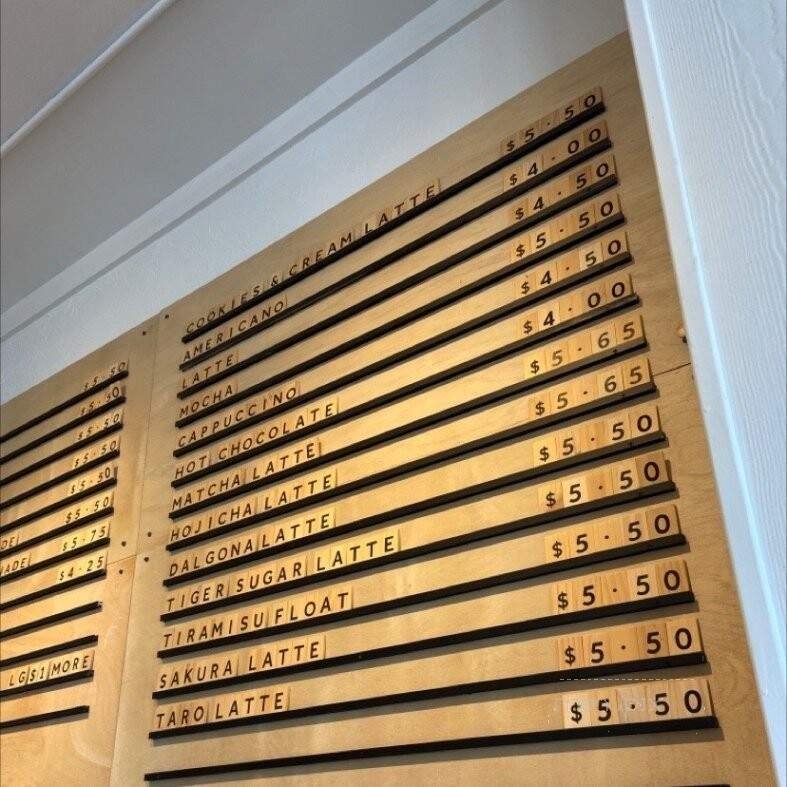 $5.50
$5.50
$5.50
$5.50
$5.50
DE $5.50
ADE $5.75
$4.25
LG $1 MORE
COOKIES & CREAM LATTE $5.50
AMERICANO $4.00
LATTE $4.50
MOCHA $5.50
CAPPUCCINO $4.50
HOT CHOCOLATE $4.00
MATCHA LATTE $5.65
HOJICHA LATTE $5.65
DALGONA LATTE $5.50
TIGER SUGAR LATTE $5.50
TIRAMISU FLOAT $5.50
SAKURA LATTE $5.50
TARO LATTE $5.50
$5.50